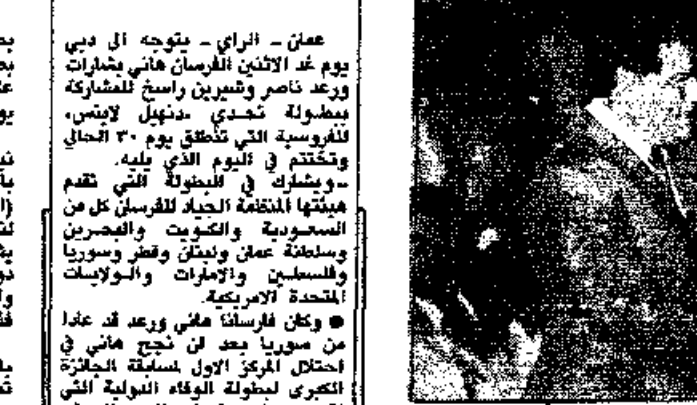 عمان ـ الراي ـ يتوجه الى دبي
يوم غد الاثنين الفرسان هاني بشارات
ورعد ناصر وشيرين راسخ للمشاركة
ببطولة تحدي «دنهيل لايتس»
للفروسية التي تنطلق يوم ٣٠ الحالي
وتختتم في اليوم الذي يليه.
ـ ويشارك في البطولة التي تقدم
هيئتها المنظمة الجياد للفرسان كل من
السعودية والكويت والبحرين
وسلطنة عمان ولبنان وقطر وسوريا
وفلسطين والامارات والولايات
المتحدة الامريكية.
● وكان فارسانا هاني ورعد قد عادا
من سوريا بعد ان نجح هاني في
احتلال المركز الاول لمسابقة الجائزة
الكبرى لبطولة الوفاء الدولية التي